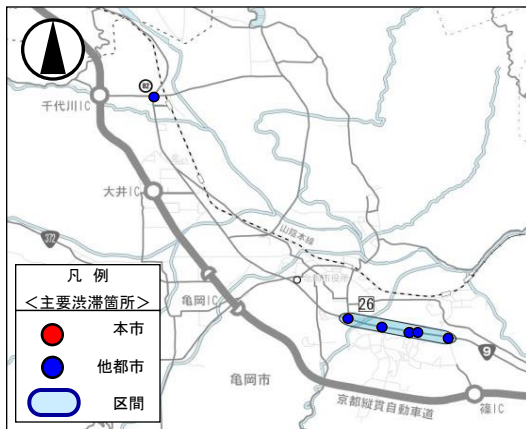 82
千代川IC
大井IC
山陰本線
372
亀岡IC
26
9
亀岡市
京都縦貫自動車道
篠IC
凡 例
<主要渋滞箇所>
本市
他都市
区間